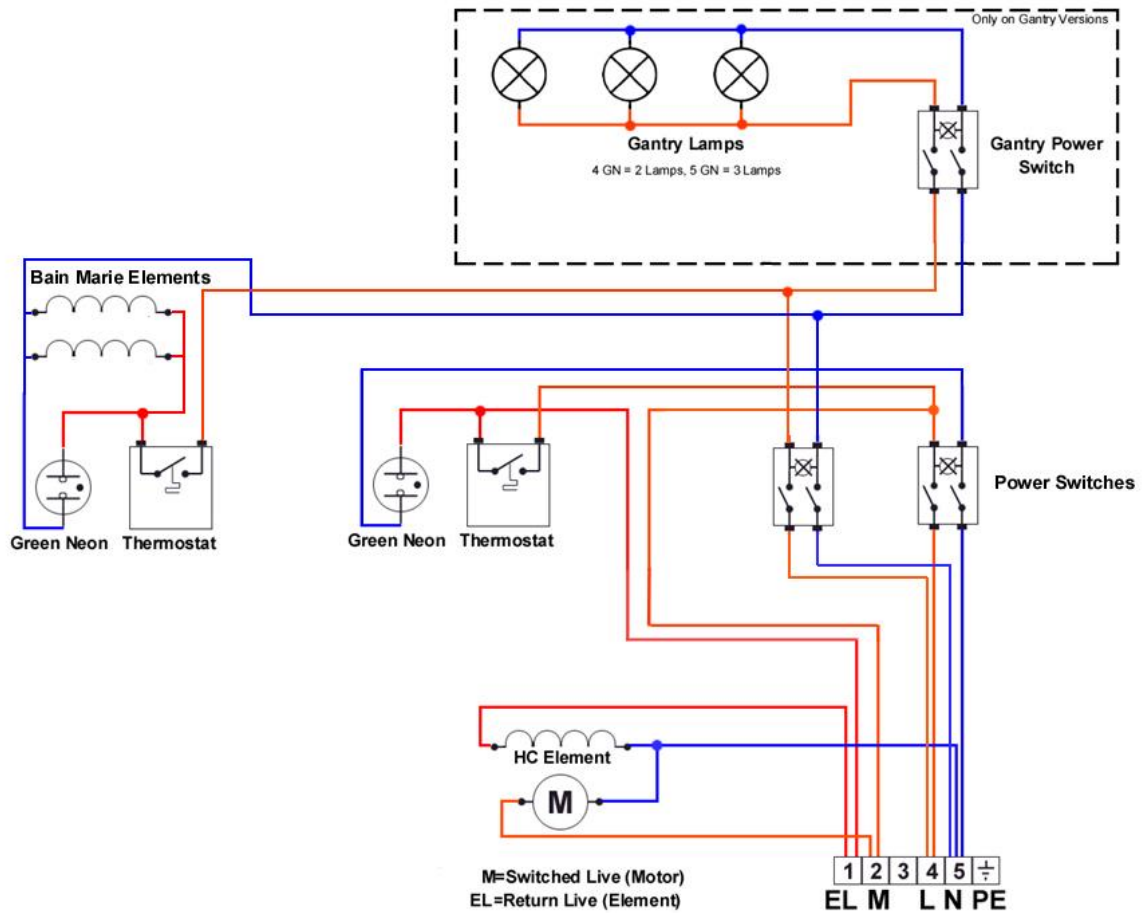 Only on Gantry Versions
Gantry Lamps
4 GN = 2 Lamps, 5 GN = 3 Lamps
Gantry Power
Switch
Bain Marie Elements
Green Neon
Thermostat
Green Neon
Thermostat
Power Switches
HC Element
M
M=Switched Live (Motor)
EL=Return Live (Element)
1 2 3 4 5
EL M L N PE